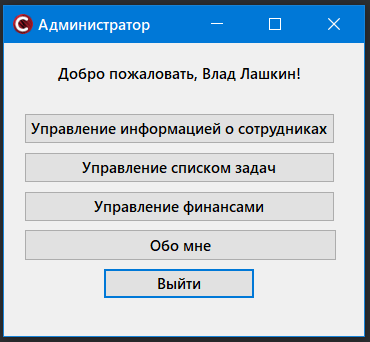 Администратор
Добро пожаловать, Влад Лашкин!
Управление информацией о сотрудниках
Управление списком задач
Управление финансами
Обо мне
Выйти